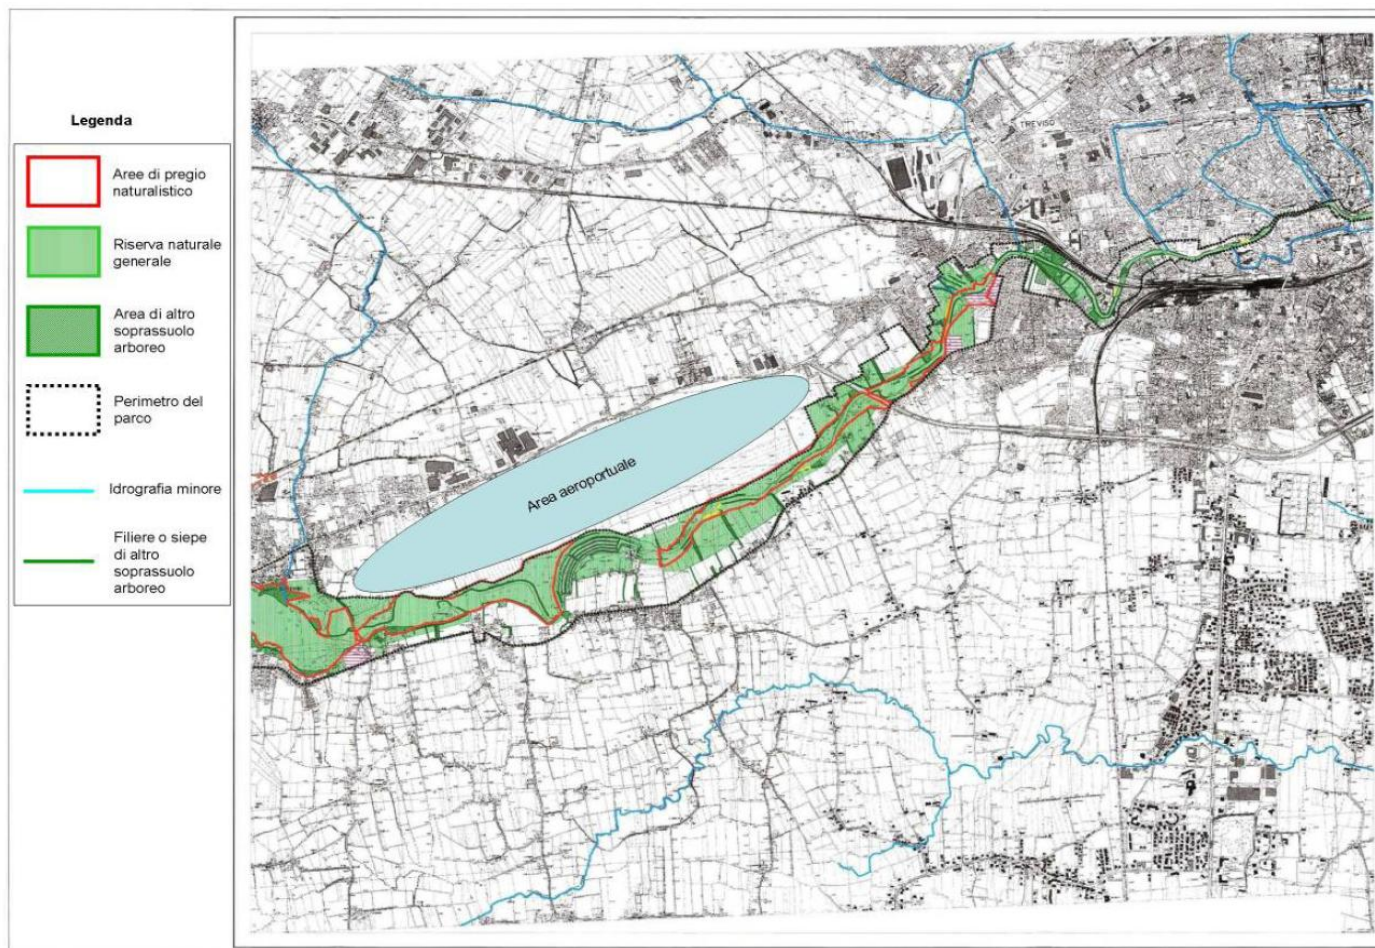 Legenda
Aree di pregio
naturalistico
Riserva naturale
generale
Area di altro
soprassuolo
arboreo
Perimetro del
parco
Idrografia minore
Filiere o siepe
di altro
soprassuolo
arboreo
TREVISO
Area aeroportuale